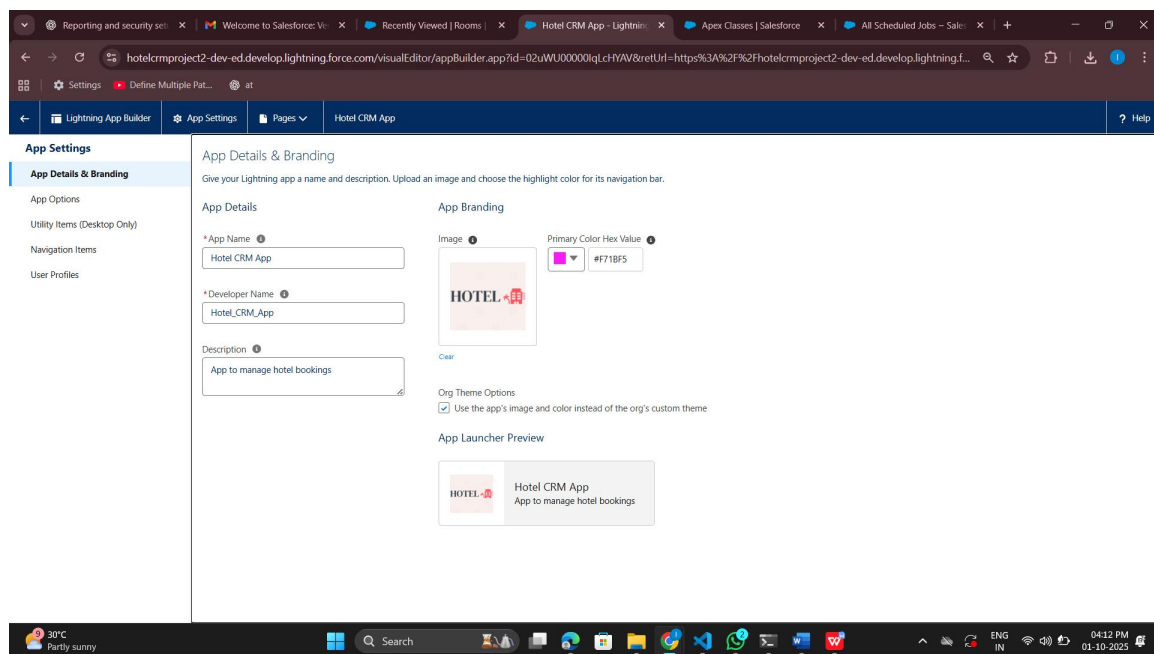 Reporting and security set
Welcome to Salesforce: Ve
Recently Viewed | Rooms |
Hotel CRM App - Lightning
Apex Classes | Salesforce
All Scheduled Jobs ~ Sale
hotelcrmproject2-dev-ed.develop.lightning.force.com/visualEditor/appBuilder.app?id=02uWU00000IqLcHYAV&retUrl=https%3A%2F%2Fhotelcrmproject2-dev-ed.develop.lightning.f...
Settings
Define Multiple Pat...
at
Lightning App Builder
App Settings
Pages
Hotel CRM App
? Help
App Settings
App Details & Branding
App Options
Utility Items (Desktop Only)
Navigation Items
User Profiles
App Details & Branding
Give your Lightning app a name and description. Upload an image and choose the highlight color for its navigation bar.
App Details
*App Name
Hotel CRM App
*Developer Name
Hotel_CRM_App
Description
App to manage hotel bookings
App Branding
Image
HOTEL
Clear
Primary Color Hex Value
#F71BF5
Org Theme Options
Use the app's image and color instead of the org's custom theme
App Launcher Preview
HOTEL
Hotel CRM App
App to manage hotel bookings
9
30°C
Partly sunny
Search
2
ENG
IN
04:12 PM
01-10-2025